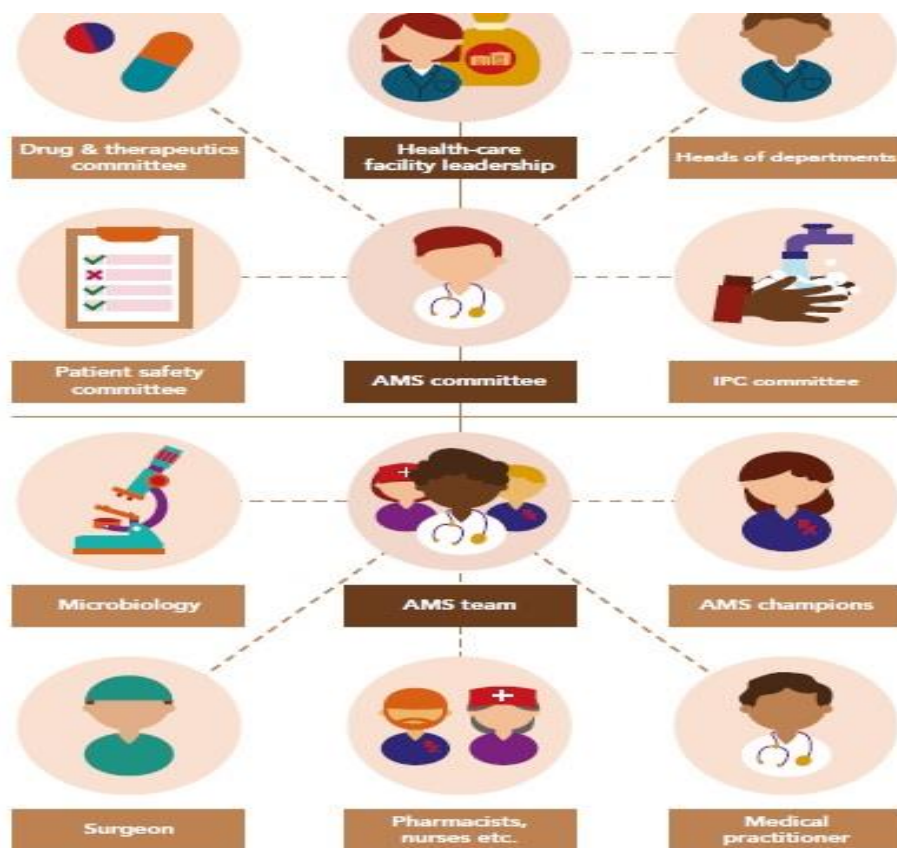 Drug & therapeutics
committee
Health-care
facility leadership
Heads of departments
Patient safety
committee
AMS committee
IPC committee
Microbiology
AMS team
AMS champions
Surgeon
Pharmacists,
nurses etc.
Medical
practitioner